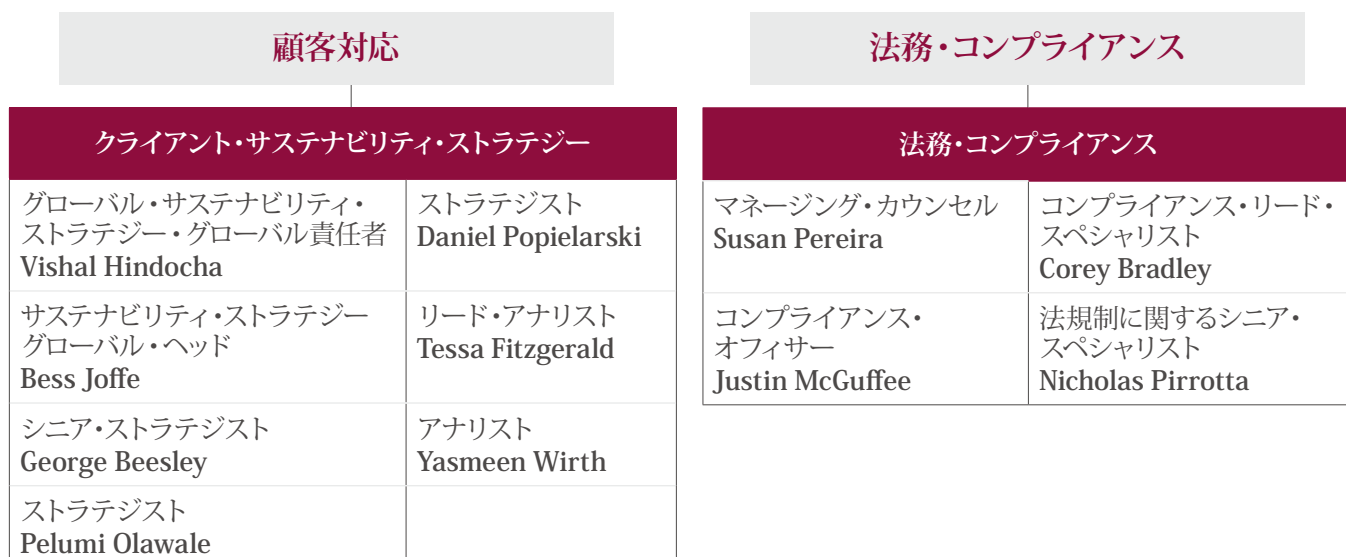 顧客対応
クライアント・サステナビリティ・ストラテジー
グローバル・サステナビリティ・
ストラテジー・グローバル責任者
Vishal Hindocha
ストラテジスト
Daniel Popielarski
サステナビリティ・ストラテジー
グローバル・ヘッド
Bess Joffe
リード・アナリスト
Tessa Fitzgerald
シニア・ストラテジスト
George Beesley
アナリスト
Yasmeen Wirth
ストラテジスト
Pelumi Olawale
法務・コンプライアンス
法務・コンプライアンス
マネージング・カウンセル
Susan Pereira
コンプライアンス・リード・
スペシャリスト
Corey Bradley
コンプライアンス・
オフィサー
Justin McGuffee
法規制に関するシニア・
スペシャリスト
Nicholas Pirrotta